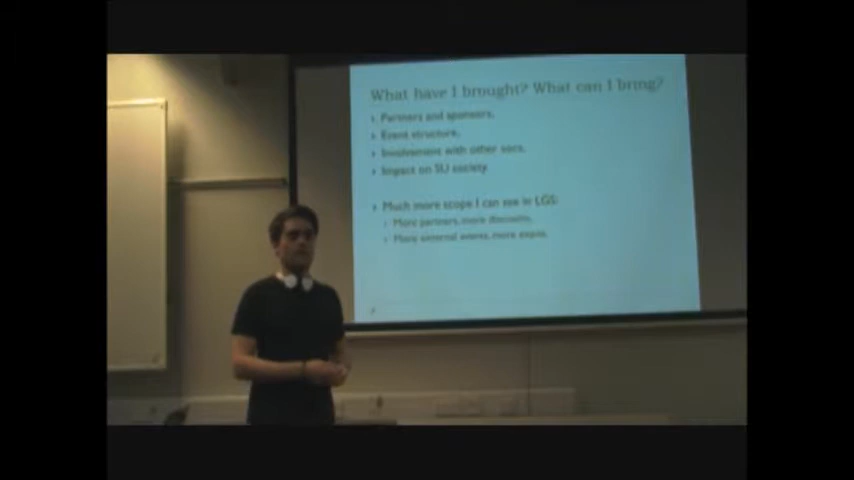 What have I brought? What can I bring?
Partners and sponsors.
Event structure.
Involvement with other socs.
Impact on SU society
Much more scope I can see in LGS:
More partners, more discounts.
More external events, more expos.